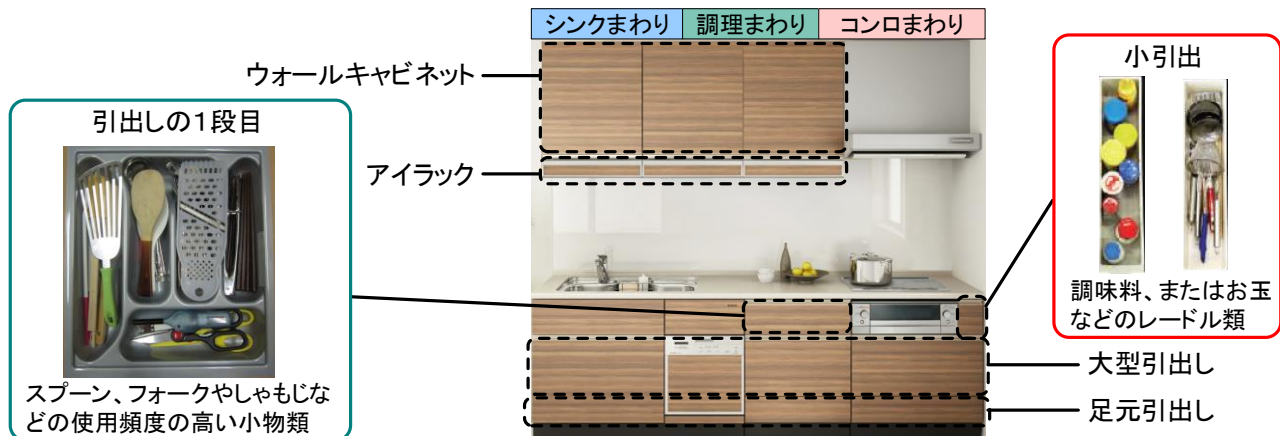 シンクまわり
調理まわり
コンロまわり
ウォールキャビネット
アイラック
引出しの1段目
スプーン、フォークやしゃもじな
どの使用頻度の高い小物類
小引出
調味料、またはお玉
などのレードル類
大型引出し
足元引出し